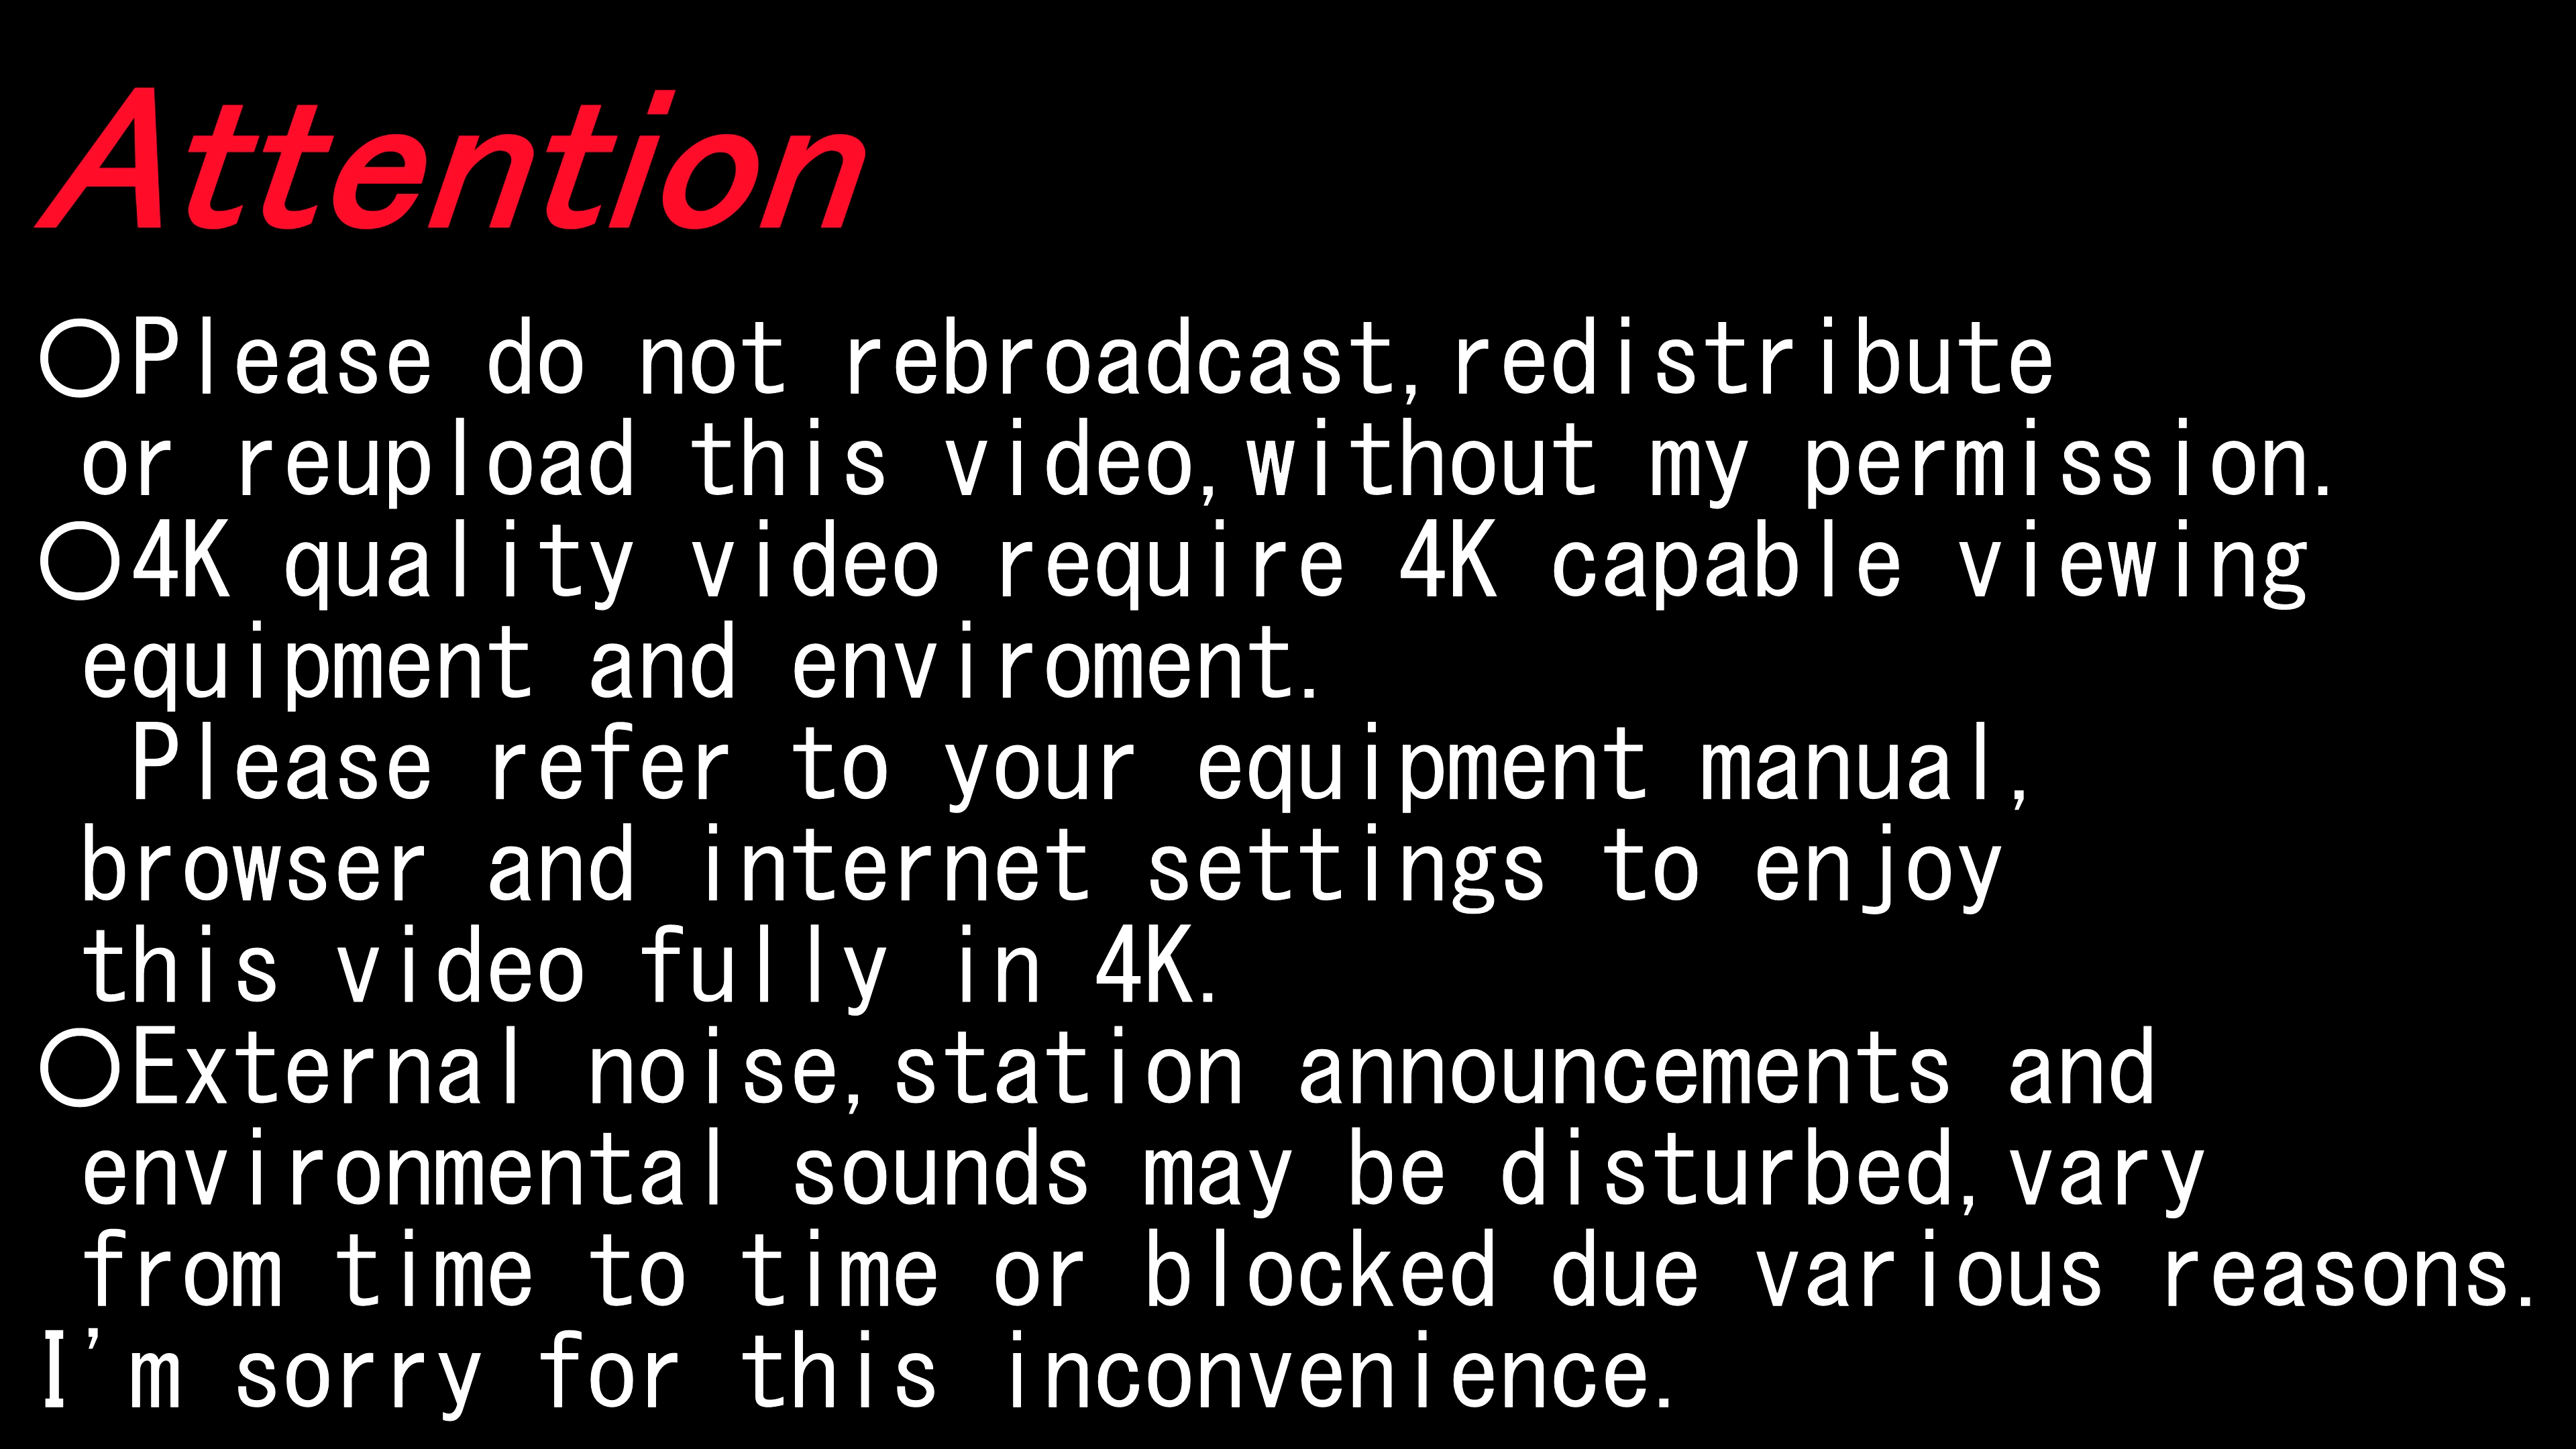 Attention
○Please do not rebroadcast,redistribute
or reupload this video,without my permission.
○4K quality video require 4K capable viewing
equipment and enviroment.
Please refer to your equipment manual,
browser and internet settings to enjoy
this video fully in 4K.
○External noise,station announcements and
environmental sounds may be disturbed,vary
from time to time or blocked due various reasons.
I'm sorry for this inconvenience.